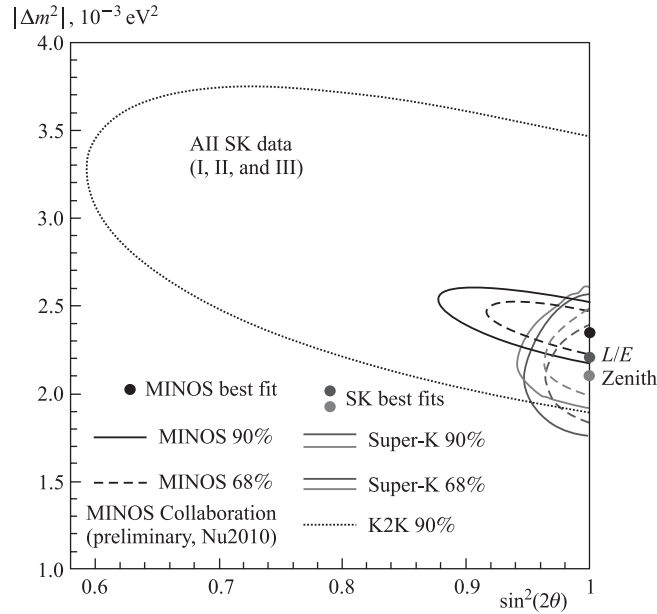 |Δm²|, 10⁻³ eV²
4.0
3.5
3.0
2.5
2.0
1.5
1.0
AII SK data
(I, II, and III)
L/E
Zenith
MINOS best fit
SK best fits
MINOS 90%
Super-K 90%
MINOS 68%
Super-K 68%
MINOS Collaboration
(preliminary, Nu2010)
K2K 90%
0.6 0.7 0.8 0.9 1
sin²(2θ)